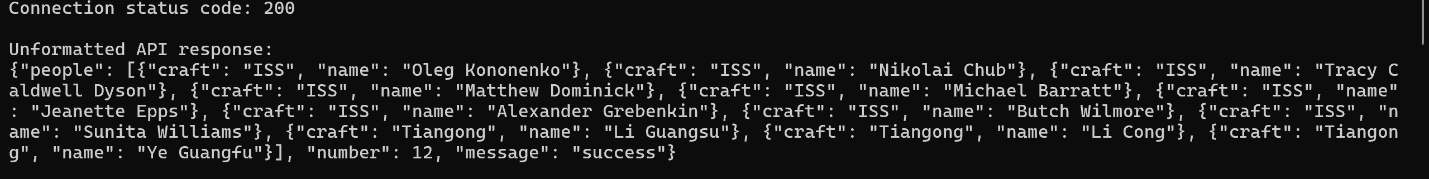 Connection status code: 200
Unformatted API response:
{"people": [{"craft": "ISS", "name": "Oleg Kononenko"}, {"craft": "ISS", "name": "Nikolai Chub"}, {"craft": "ISS", "name": "Tracy C
aldwell Dyson"}, {"craft": "ISS", "name": "Matthew Dominick"}, {"craft": "ISS", "name": "Michael Barratt"}, {"craft": "ISS", "name"
: "Jeanette Epps"}, {"craft": "ISS", "name": "Alexander Grebenkin"}, {"craft": "ISS", "name": "Butch Wilmore"}, {"craft": "ISS", "n
ame": "Sunita Williams"}, {"craft": "Tiangong", "name": "Li Guangsu"}, {"craft": "Tiangong", "name": "Li Cong"}, {"craft": "Tiangon
g", "name": "Ye Guangfu"}], "number": 12, "message": "success"}